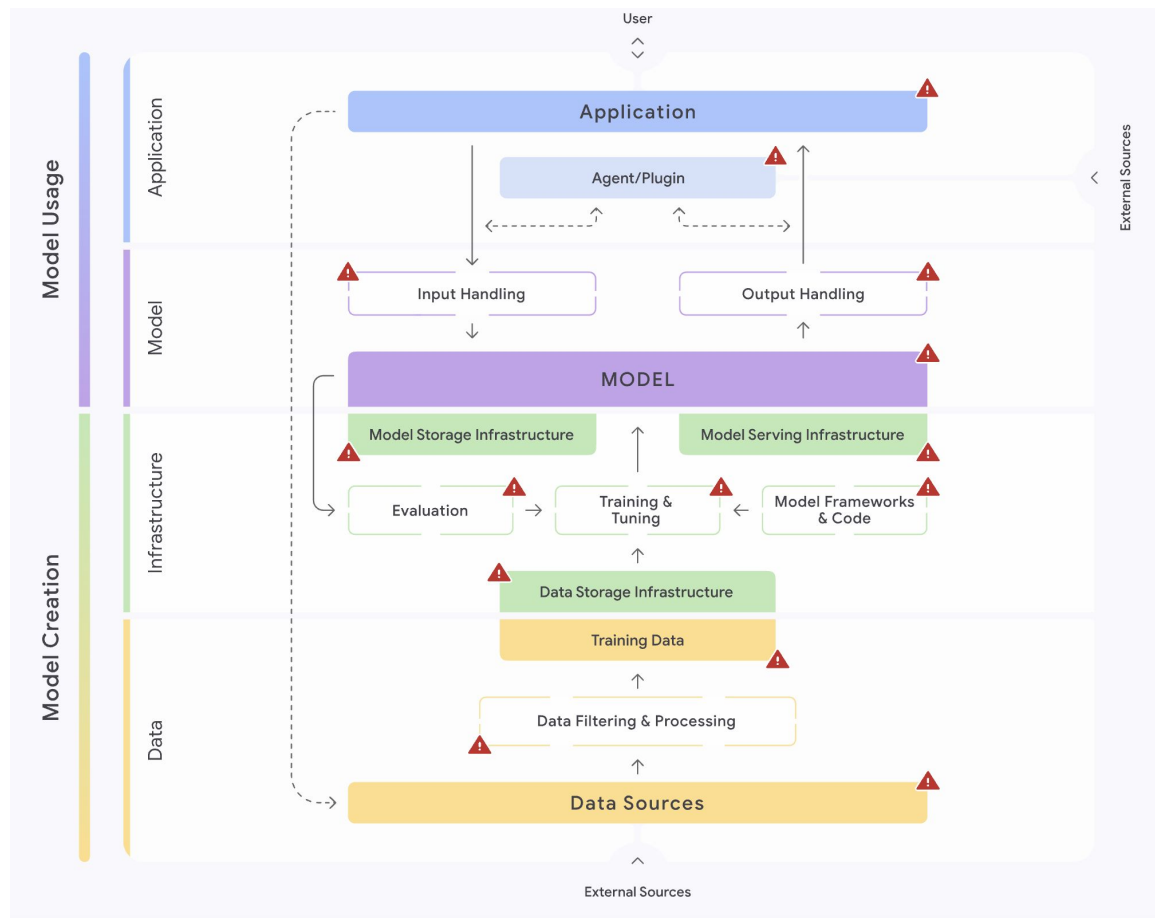 User
Application
Agent/Plugin
External Sources
Model Usage
Application
Input Handling
Output Handling
Model
MODEL
Model Storage Infrastructure
Model Serving Infrastructure
Infrastructure
Evaluation
Training &
Tuning
Model Frameworks
& Code
Data Storage Infrastructure
Model Creation
Training Data
Data
Data Filtering & Processing
Data Sources
External Sources